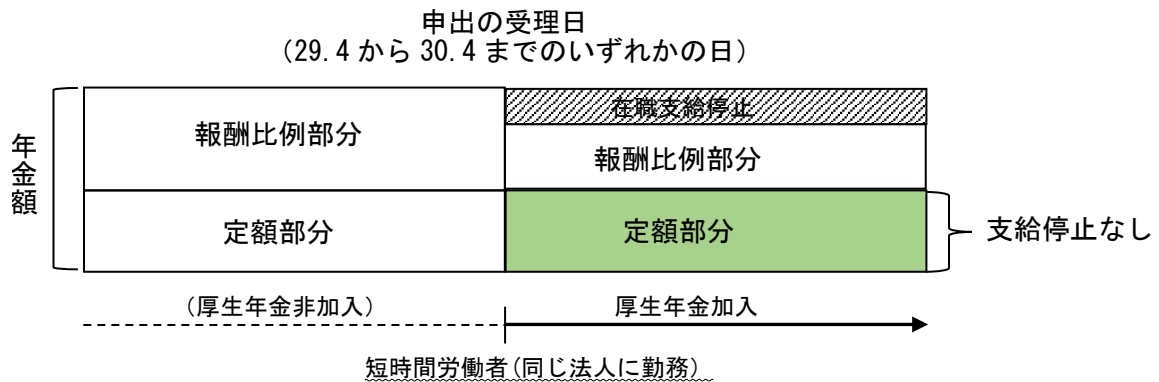 申出の受理日
（29.4 から 30.4 までのいずれかの日）
年金額
報酬比例部分
在職支給停止
報酬比例部分
定額部分
定額部分
支給停止なし
（厚生年金非加入）
厚生年金加入
短時間労働者(同じ法人に勤務)